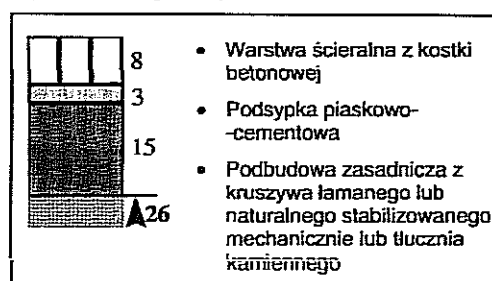 8
3
15
26
• Warstwa ścieralna z kostki
betonowej
• Podsypka piaskowo-
-cementowa
• Podbudowa zasadnicza z
kruszywa łamanego lub
naturalnego stabilizowanego
mechanicznie lub tłucznia
kamiennego